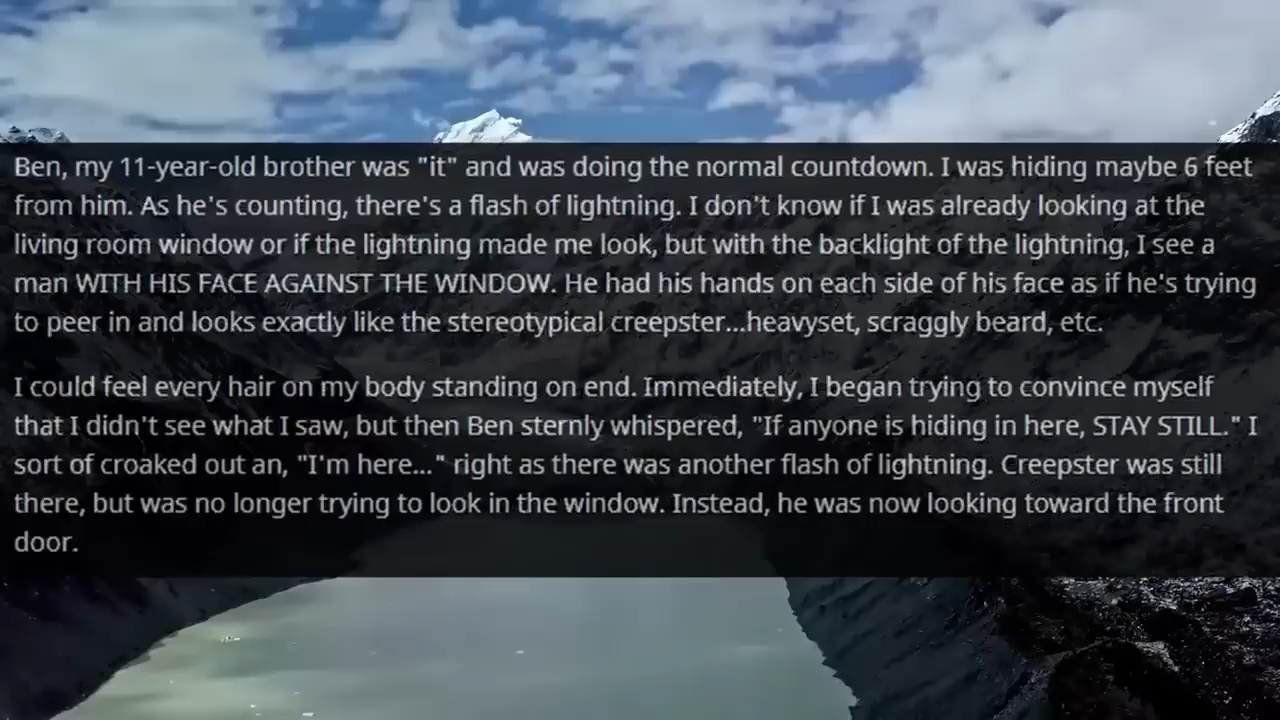 Ben, my 11-year-old brother was "it" and was doing the normal countdown. I was hiding maybe 6 feet
from him. As he's counting, there's a flash of lightning. I don't know if I was already looking at the
living room window or if the lightning made me look, but with the backlight of the lightning, I see a
man WITH HIS FACE AGAINST THE WINDOW. He had his hands on each side of his face as if he's trying
to peer in and looks exactly like the stereotypical creepster...heavyset, scraggly beard, etc.
I could feel every hair on my body standing on end. Immediately, I began trying to convince myself
that I didn't see what I saw, but then Ben sternly whispered, "If anyone is hiding in here, STAY STILL." I
sort of croaked out an, "I'm here..." right as there was another flash of lightning. Creepster was still
there, but was no longer trying to look in the window. Instead, he was now looking toward the front
door.